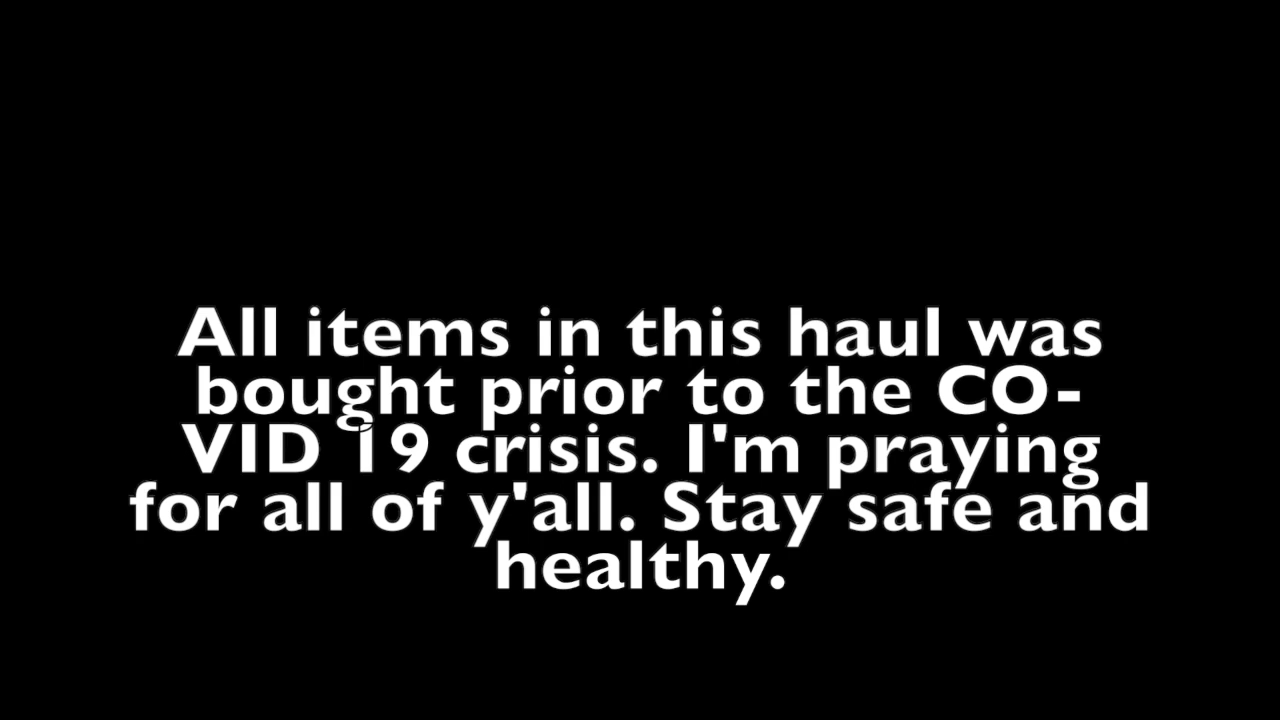 All items in this haul was
bought prior to the CO-
VID 19 crisis. I'm praying
for all of y'all. Stay safe and
healthy.